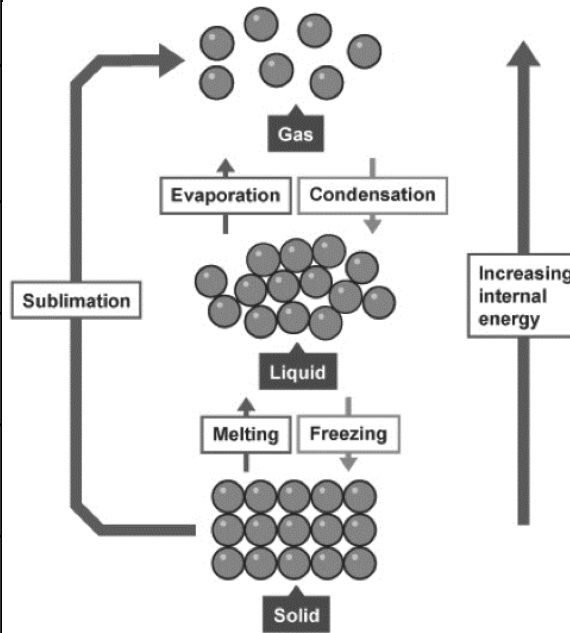 Gas
Evaporation
Condensation
Sublimation
Increasing
internal
energy
Liquid
Melting
Freezing
Solid